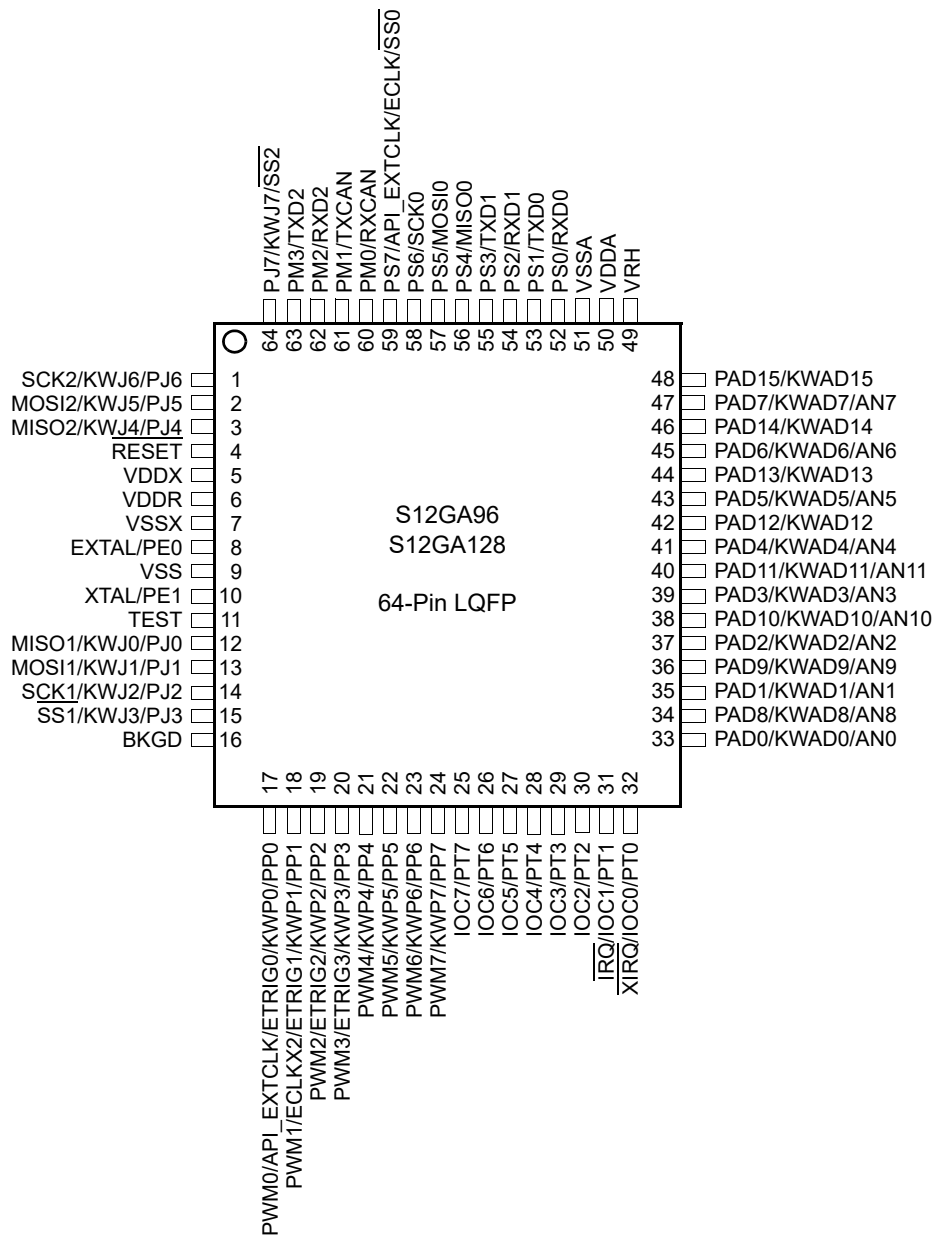 PJ7/KWJ7/SS2
PM3/TXD2
PM2/RXD2
PM1/TXCAN
PM0/RXCAN
PS7/API_EXTCLK/ECLK/SS0
PS6/SCK0
PS5/MOSI0
PS4/MISO0
PS3/TXD1
PS2/RXD1
PS1/TXD0
PS0/RXD0
VSSA
VDDA
VRH
64
63
62
61
60
59
58
57
56
55
54
53
52
51
50
49
SCK2/KWJ6/PJ6 1
MOSI2/KWJ5/PJ5 2
MISO2/KWJ4/PJ4 3
RESET 4
VDDX 5
VDDR 6
VSSX 7
EXTAL/PE0 8
VSS 9
XTAL/PE1 10
TEST 11
MISO1/KWJ0/PJ0 12
MOSI1/KWJ1/PJ1 13
SCK1/KWJ2/PJ2 14
SS1/KWJ3/PJ3 15
BKGD 16
S12GA96
S12GA128
64-Pin LQFP
48 PAD15/KWAD15
47 PAD7/KWAD7/AN7
46 PAD14/KWAD14
45 PAD6/KWAD6/AN6
44 PAD13/KWAD13
43 PAD5/KWAD5/AN5
42 PAD12/KWAD12
41 PAD4/KWAD4/AN4
40 PAD11/KWAD11/AN11
39 PAD3/KWAD3/AN3
38 PAD10/KWAD10/AN10
37 PAD2/KWAD2/AN2
36 PAD9/KWAD9/AN9
35 PAD1/KWAD1/AN1
34 PAD8/KWAD8/AN8
33 PAD0/KWAD0/AN0
17
18
19
20
21
22
23
24
25
26
27
28
29
30
31
32
PWM0/API_EXTCLK/ETRIG0/KWP0/PP0
PWM1/ECLKX2/ETRIG1/KWP1/PP1
PWM2/ETRIG2/KWP2/PP2
PWM3/ETRIG3/KWP3/PP3
PWM4/KWP4/PP4
PWM5/KWP5/PP5
PWM6/KWP6/PP6
PWM7/KWP7/PP7
IOC7/PT7
IOC6/PT6
IOC5/PT5
IOC4/PT4
IOC3/PT3
IOC2/PT2
IRQ/IOC1/PT1
XIRQ/IOC0/PT0